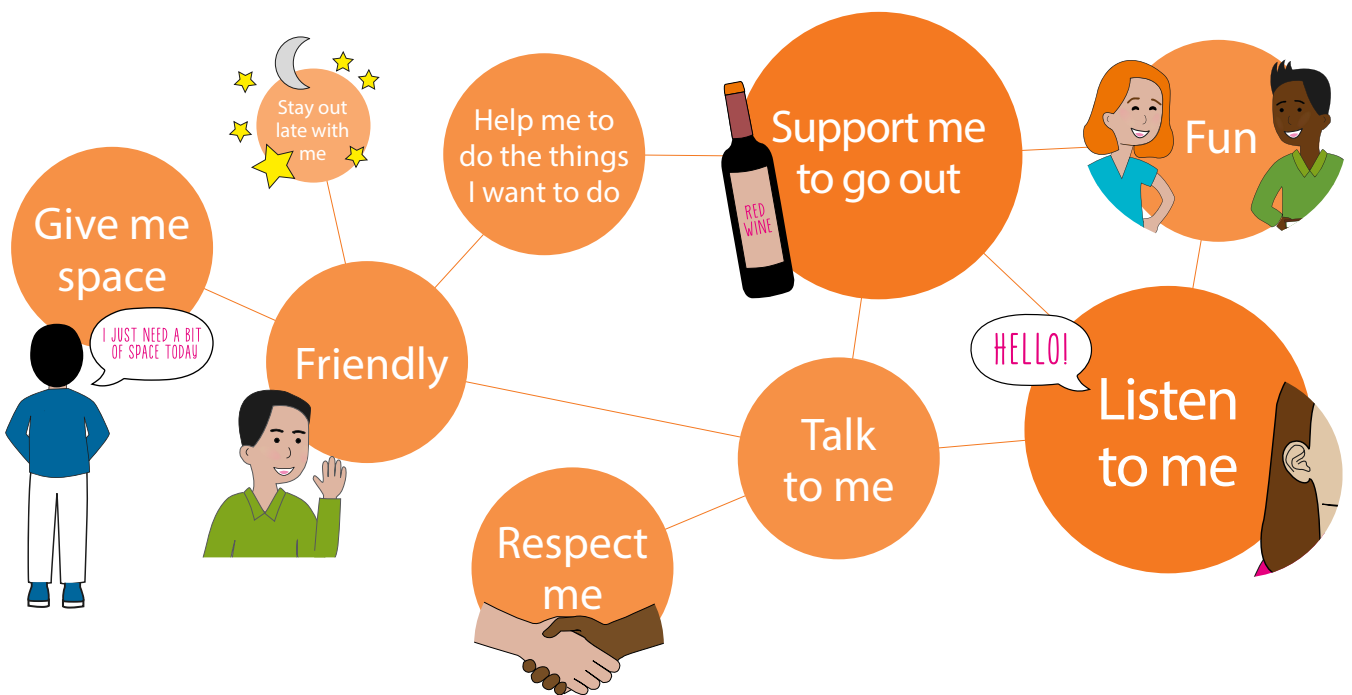 Stay out
late with
me
Help me to
do the things
I want to do
Support me
to go out
RED
WINE
Fun
Give me
space
I JUST NEED A BIT
OF SPACE TODAY
Friendly
HELLO!
Listen
to me
Talk
to me
Respect
me